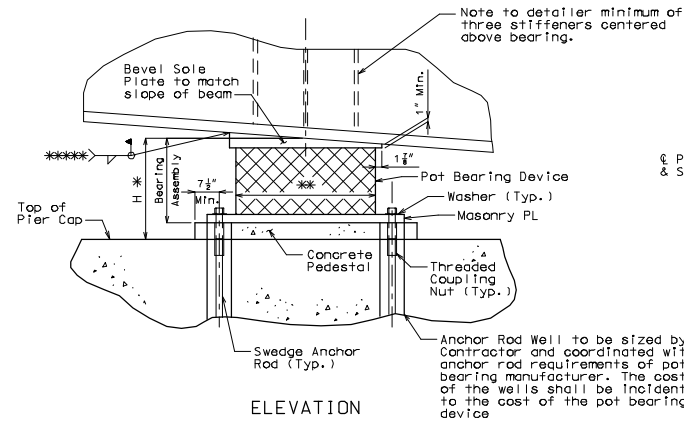 Note to detailer minimum of
three stiffeners centered
above bearing.
Bevel Sole
Plate to match
slope of beam
1" Min.
*****
H *
Bearing
Assembly
7 1/2"
Min.
**
1 7/8"
Pot Bearing Device
Washer (Typ.)
Masonry PL
℄ P
& S
Top of
Pier Cap
Concrete
Pedestal
Threaded
Coupling
Nut (Typ.)
Swedge Anchor
Rod (Typ.)
Anchor Rod Well to be sized by
Contractor and coordinated wit
anchor rod requirements of pot
bearing manufacturer. The cost
of the wells shall be incident
to the cost of the pot bearing
device
ELEVATION